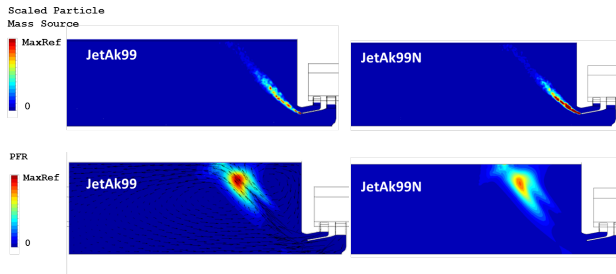 Scaled Particle
Mass Source
MaxRef
0
JetAk99
JetAk99N
PFR
MaxRef
0
JetAk99
JetAk99N